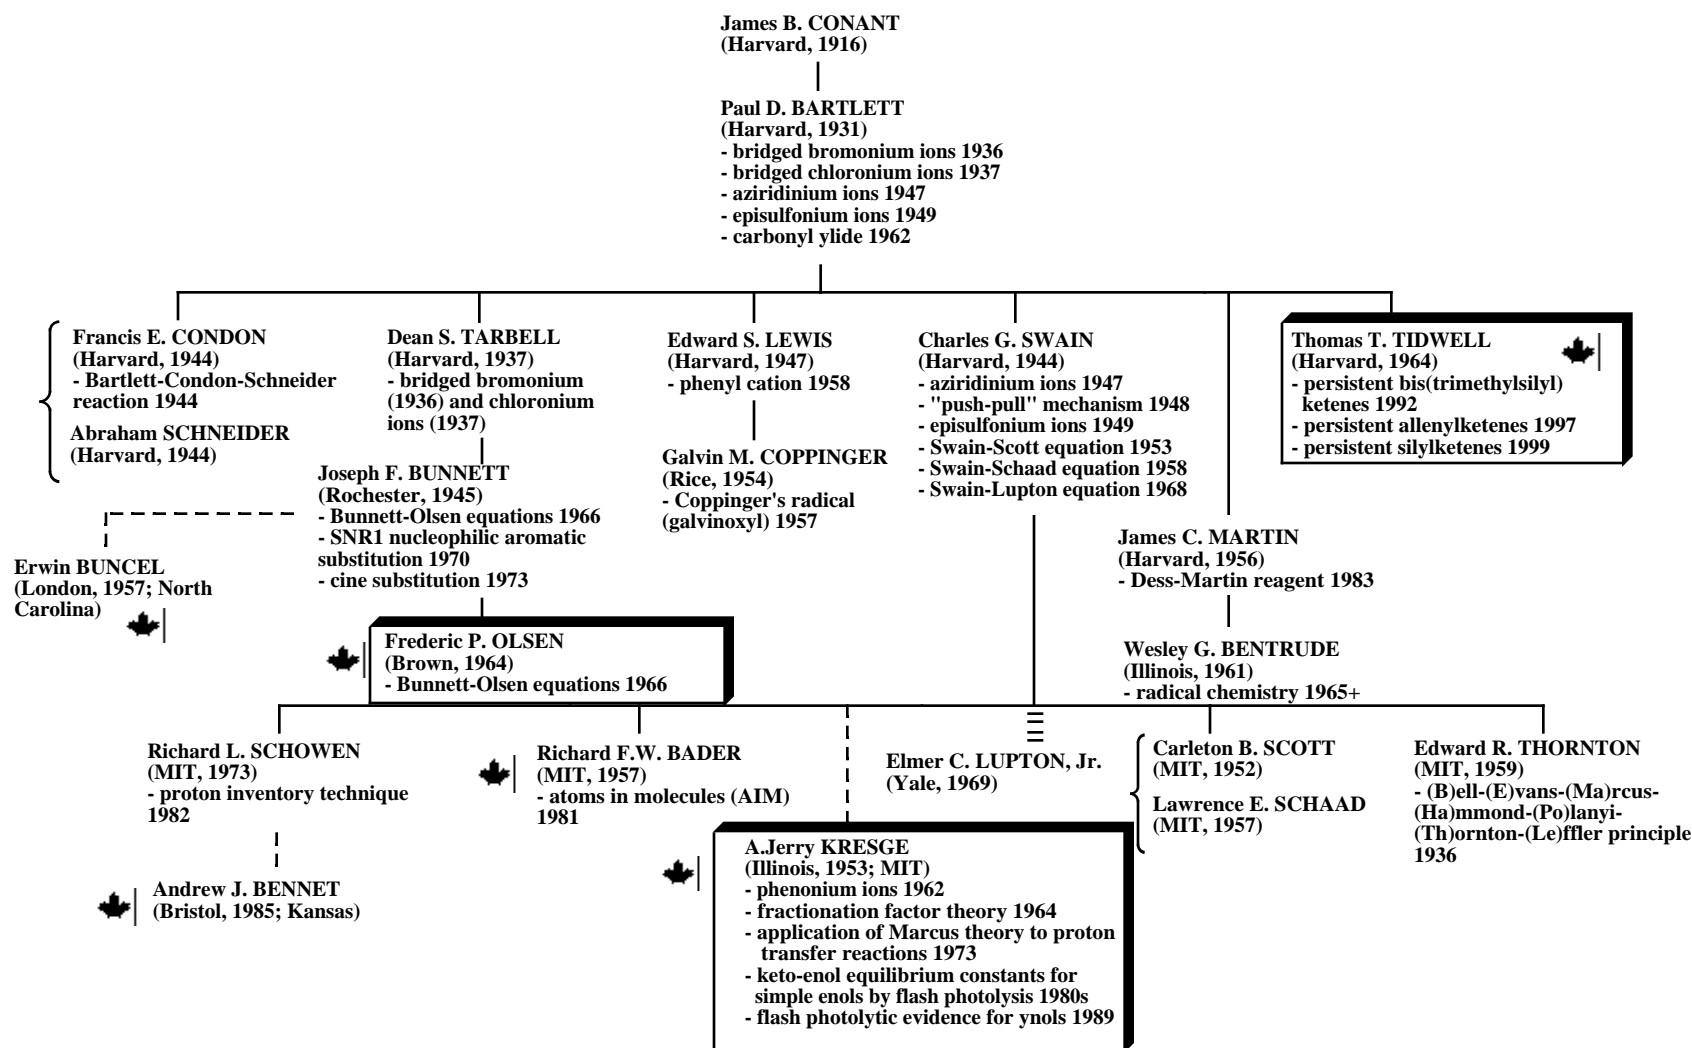 James B. CONANT
(Harvard, 1916)
Paul D. BARTLETT
(Harvard, 1931)
- bridged bromonium ions 1936
- bridged chloronium ions 1937
- aziridinium ions 1947
- episulfonium ions 1949
- carbonyl ylide 1962
Francis E. CONDON
(Harvard, 1944)
- Bartlett-Condon-Schneider
reaction 1944
Abraham SCHNEIDER
(Harvard, 1944)
Dean S. TARBELL
(Harvard, 1937)
- bridged bromonium
(1936) and chloronium
ions (1937)
Edward S. LEWIS
(Harvard, 1947)
- phenyl cation 1958
Charles G. SWAIN
(Harvard, 1944)
- aziridinium ions 1947
- "push-pull" mechanism 1948
- episulfonium ions 1949
- Swain-Scott equation 1953
- Swain-Schaad equation 1958
- Swain-Lupton equation 1968
Thomas T. TIDWELL
(Harvard, 1964)
- persistent bis(trimethylsilyl)
ketenes 1992
- persistent allenylketenes 1997
- persistent silylketenes 1999
Joseph F. BUNNETT
(Rochester, 1945)
- Bunnett-Olsen equations 1966
- SNR1 nucleophilic aromatic
substitution 1970
- cine substitution 1973
Galvin M. COPPINGER
(Rice, 1954)
- Coppinger's radical
(galvinoxyl) 1957
James C. MARTIN
(Harvard, 1956)
- Dess-Martin reagent 1983
Erwin BUNCEL
(London, 1957; North
Carolina)
Frederic P. OLSEN
(Brown, 1964)
- Bunnett-Olsen equations 1966
Wesley G. BENTRUDE
(Illinois, 1961)
- radical chemistry 1965+
Richard L. SCHOWEN
(MIT, 1973)
- proton inventory technique
1982
Richard F.W. BADER
(MIT, 1957)
- atoms in molecules (AIM)
1981
Elmer C. LUPTON, Jr.
(Yale, 1969)
Carleton B. SCOTT
(MIT, 1952)
Lawrence E. SCHAAD
(MIT, 1957)
Edward R. THORNTON
(MIT, 1959)
- (B)ell-(E)vans-(Ma)rcus-
(Ha)mmond-(Po)lanyi-
(Th)ornton-(Le)ffler principle
1936
Andrew J. BENNET
(Bristol, 1985; Kansas)
A.Jerry KRESGE
(Illinois, 1953; MIT)
- phenonium ions 1962
- fractionation factor theory 1964
- application of Marcus theory to proton
transfer reactions 1973
- keto-enol equilibrium constants for
simple enols by flash photolysis 1980s
- flash photolytic evidence for ynols 1989